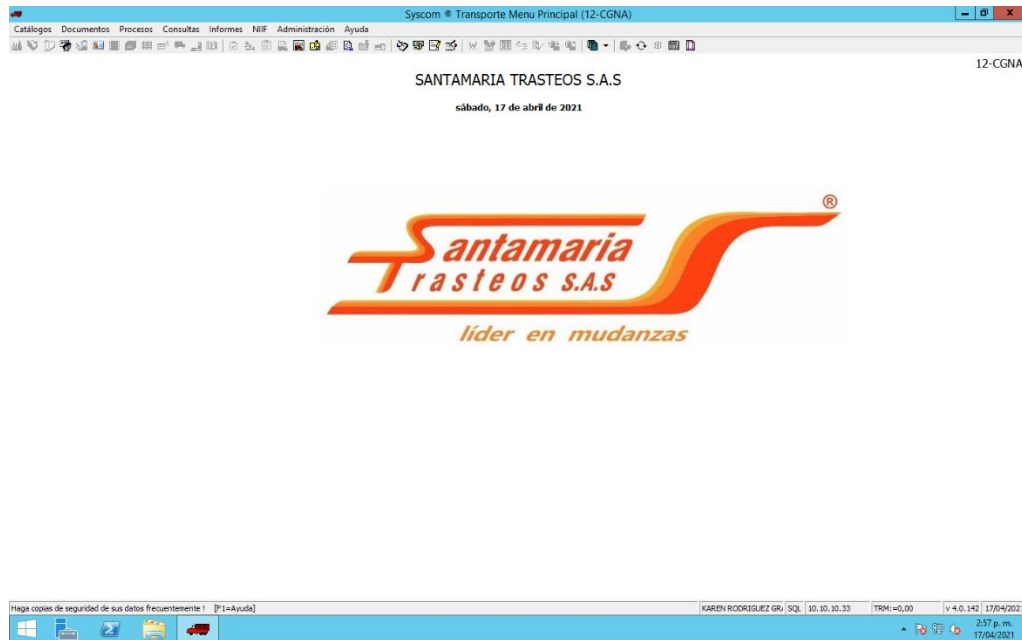 Syscom ® Transporte Menu Principal (12-CGNA)
Catálogos Documentos Procesos Consultas Informes NIIF Administración Ayuda
12-CGNA
SANTAMARIA TRASTEOS S.A.S
sábado, 17 de abril de 2021
®
Santamaria
Trasteos S.A.S
líder en mudanzas
Haga copias de seguridad de sus datos frecuentemente ! [F1=Ayuda] KAREN RODRIGUEZ GR SQL 10.10.10.33 TRM:=0,00 v 4.0.142 17/04/202
2:57 p. m.
17/04/2021